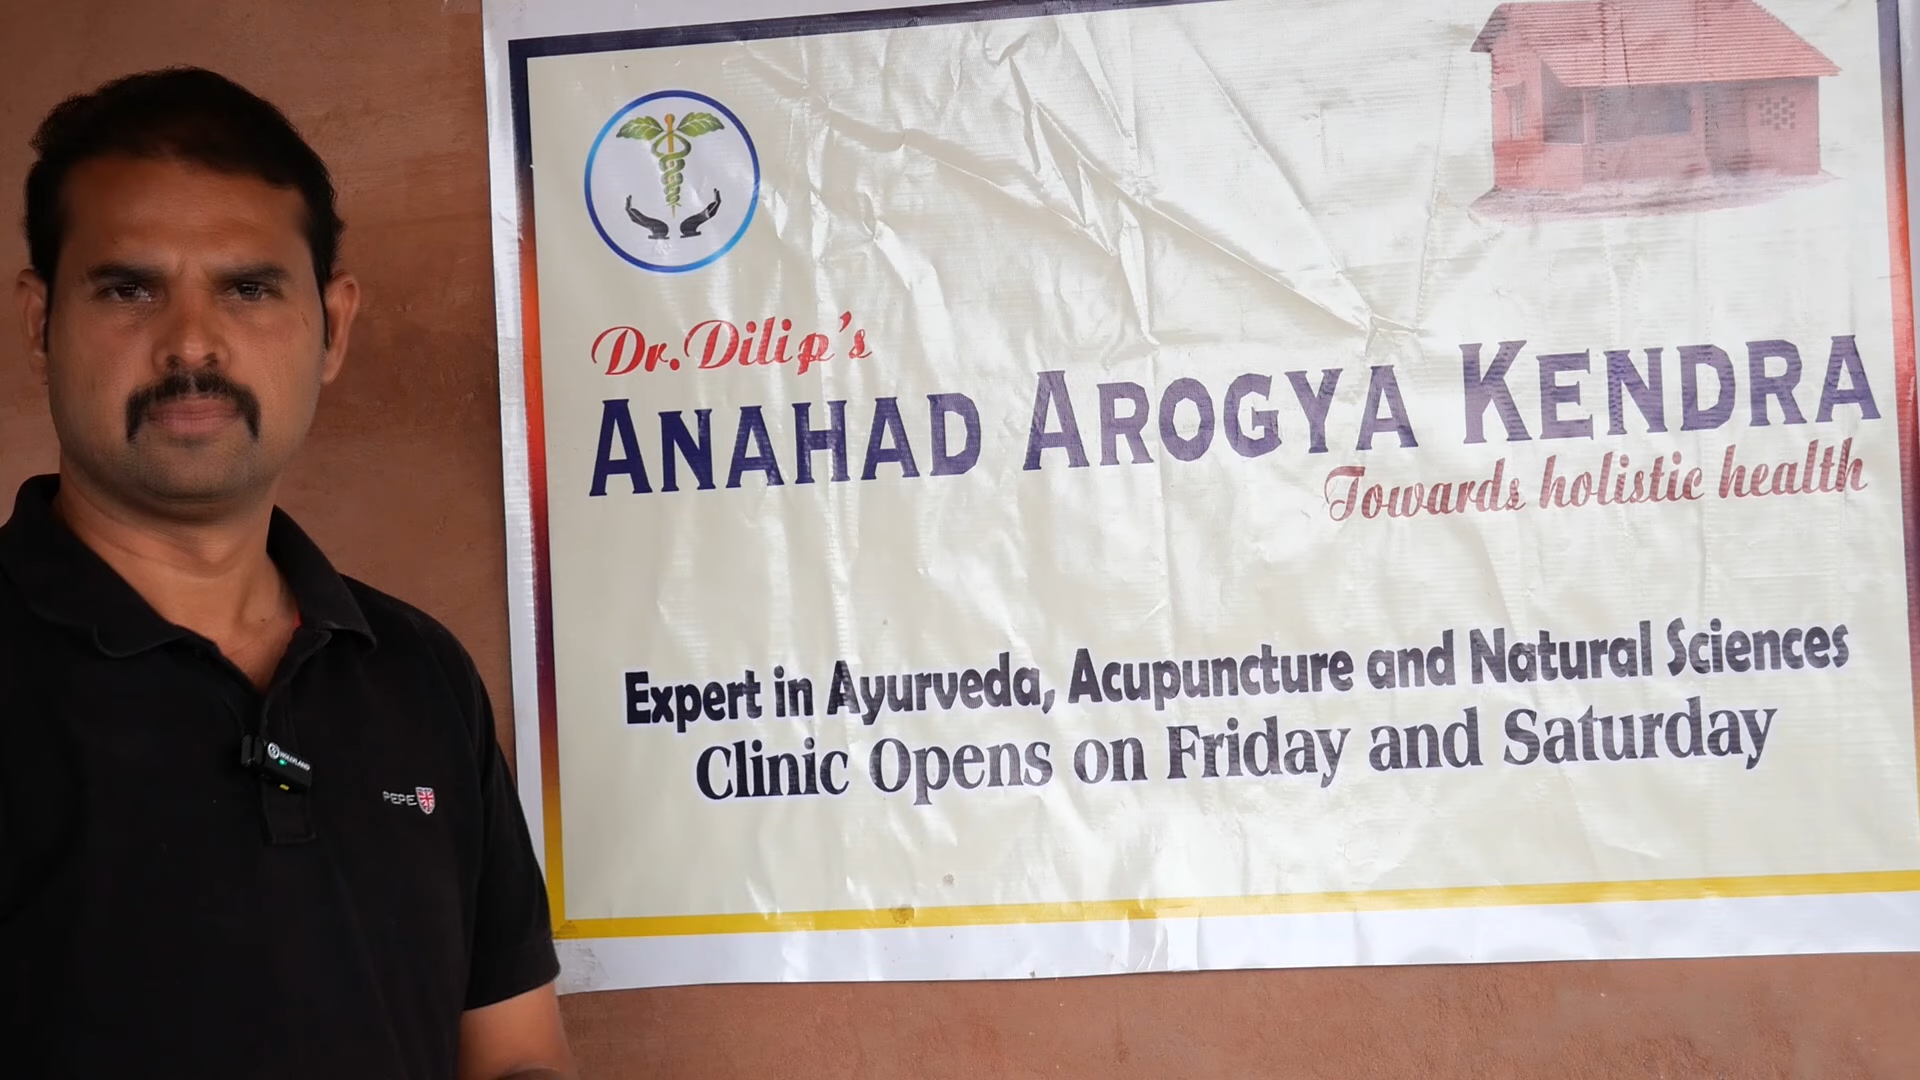 Dr.Dilip's
ANAHAD AROGYA KENDRA
Towards holistic health
Expert in Ayurveda, Acupuncture and Natural Sciences
Clinic Opens on Friday and Saturday
HOLLYLAND
PEPE